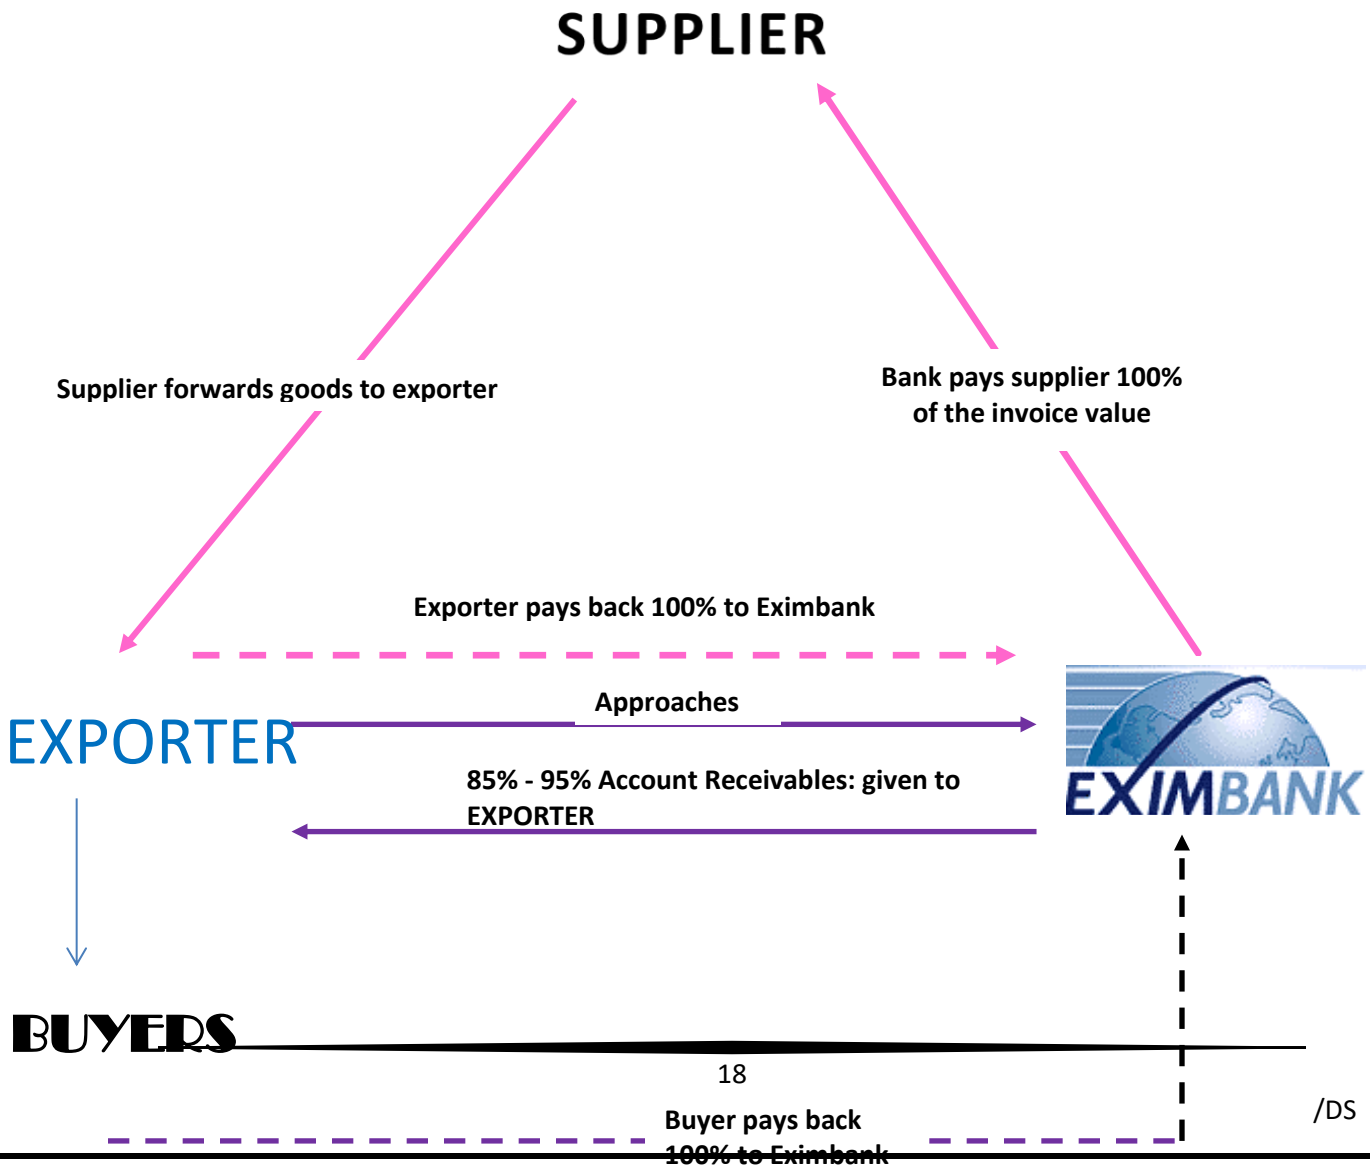 SUPPLIER
Supplier forwards goods to exporter
Bank pays supplier 100%
of the invoice value
Exporter pays back 100% to Eximbank
Approaches
EXPORTER
85% - 95% Account Receivables: given to
EXPORTER
EXIMBANK
BUYERS
18
/DS
Buyer pays back
100% to Eximbank